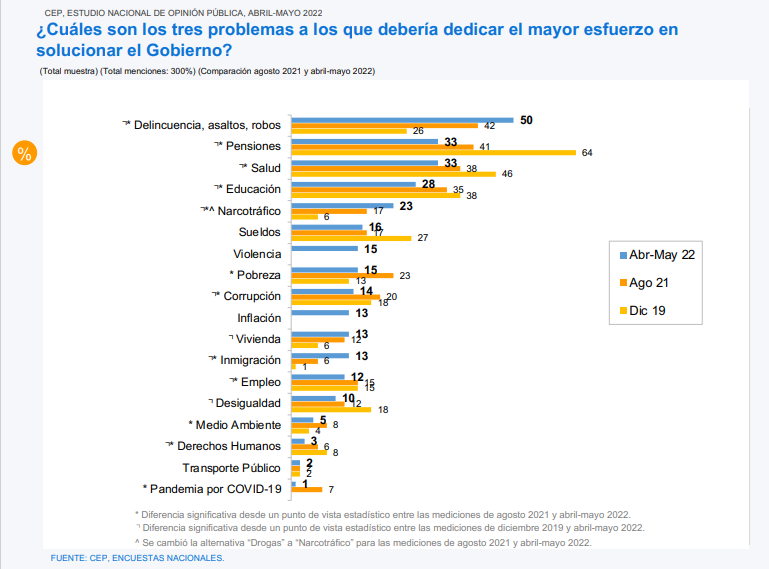 CEP, ESTUDIO NACIONAL DE OPINIÓN PÚBLICA, ABRIL-MAYO 2022
¿Cuáles son los tres problemas a los que debería dedicar el mayor esfuerzo en
solucionar el Gobierno?
(Total muestra) (Total menciones: 300%) (Comparación agosto 2021 y abril-mayo 2022)
%
¬* Delincuencia, asaltos, robos 50 42 26
¬* Pensiones 33 41 64
¬* Salud 33 38 46
¬* Educación 28 35 38
¬*^ Narcotráfico 23 17 6
Sueldos 16 17 27
Violencia 15
* Pobreza 15 23 13
¬* Corrupción 14 20 18
Inflación 13
¬ Vivienda 13 12 6
¬* Inmigración 13 6 1
¬* Empleo 12 15 15
¬ Desigualdad 10 12 18
* Medio Ambiente 5 8 4
¬* Derechos Humanos 3 6 8
Transporte Público 2 2 2
* Pandemia por COVID-19 1 7
Abr-May 22
Ago 21
Dic 19
* Diferencia significativa desde un punto de vista estadístico entre las mediciones de agosto 2021 y abril-mayo 2022.
¬ Diferencia significativa desde un punto de vista estadístico entre las mediciones de diciembre 2019 y abril-mayo 2022.
^ Se cambió la alternativa “Drogas” a “Narcotráfico” para las mediciones de agosto 2021 y abril-mayo 2022.
FUENTE: CEP, ENCUESTAS NACIONALES.